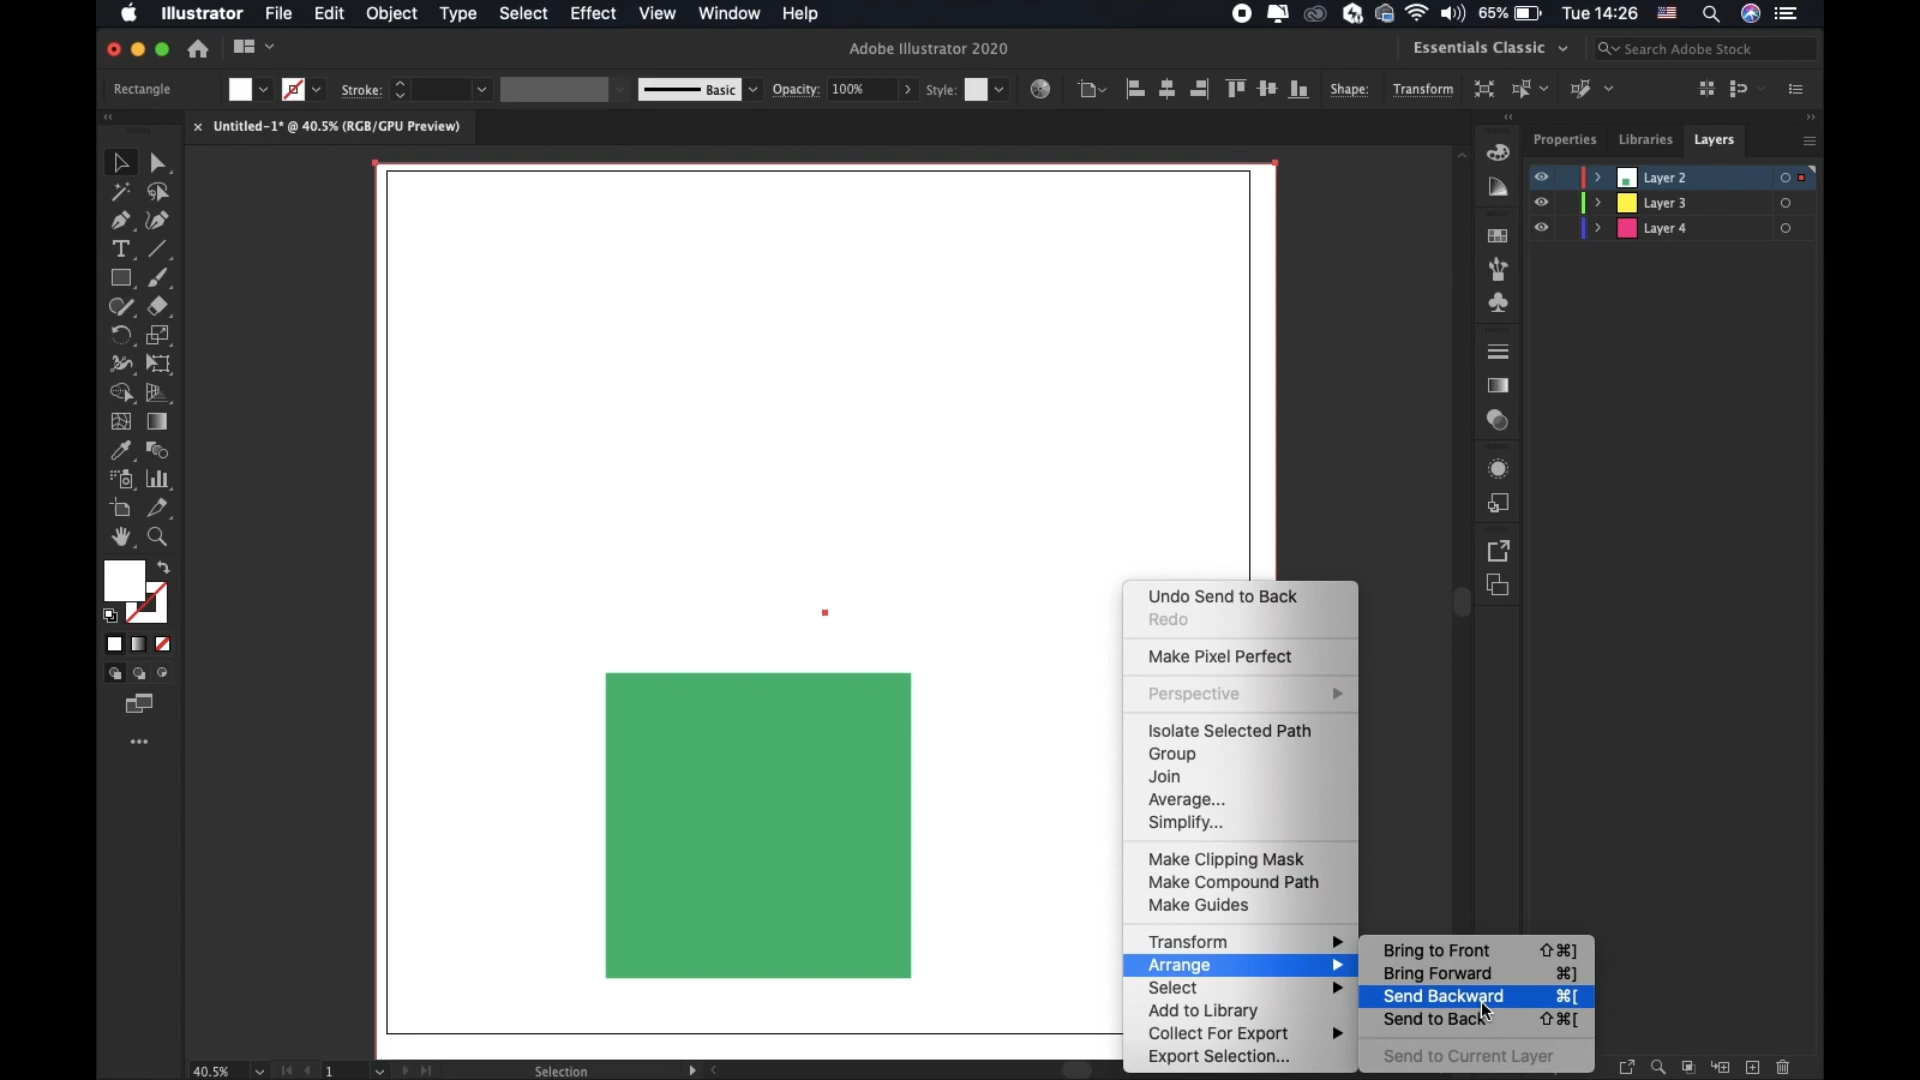 Illustrator File Edit Object Type Select Effect View Window Help 65% Tue 14:26
Adobe Illustrator 2020 Essentials Classic Search Adobe Stock
Rectangle Stroke: Basic Opacity: 100% Style: Shape: Transform
× Untitled-1* @ 40.5% (RGB/GPU Preview)
Properties Libraries Layers
Layer 2
Layer 3
Layer 4
Undo Send to Back
Redo
Make Pixel Perfect
Perspective
Isolate Selected Path
Group
Join
Average...
Simplify...
Make Clipping Mask
Make Compound Path
Make Guides
Transform
Arrange
Select
Add to Library
Collect For Export
Export Selection...
Bring to Front ⇧⌘]
Bring Forward ⌘]
Send Backward ⌘[
Send to Back ⇧⌘[
Send to Current Layer
40.5% 1 Selection